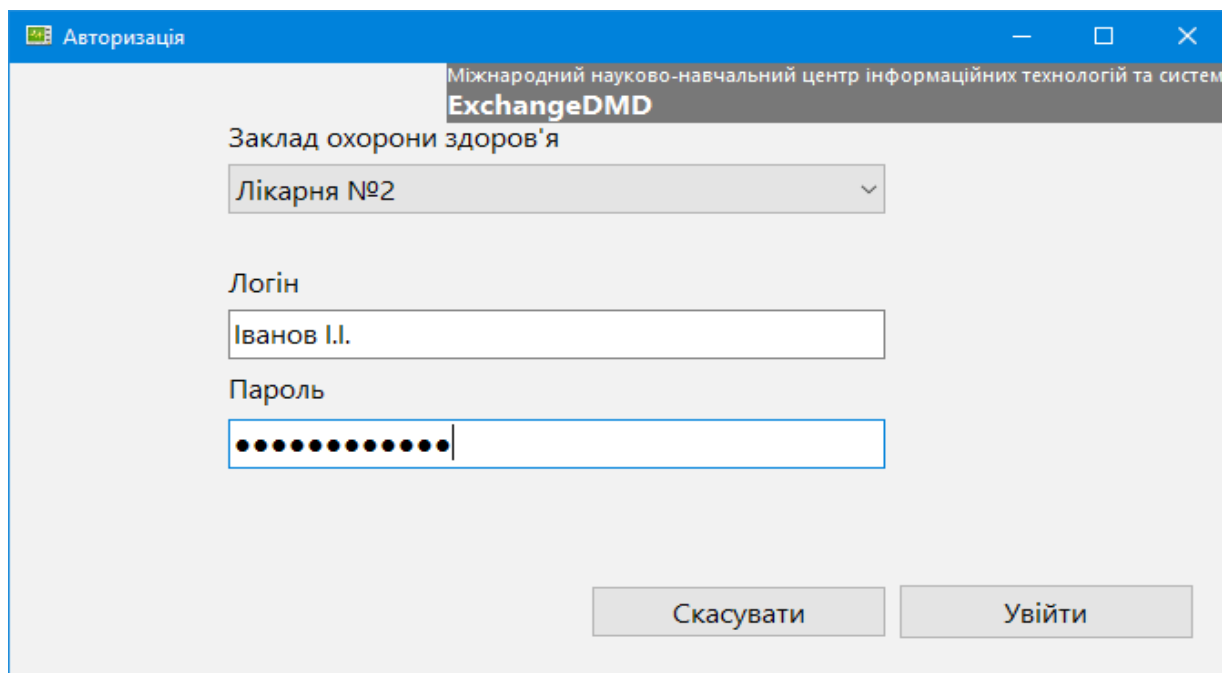 Авторизація
Міжнародний науково-навчальний центр інформаційних технологій та систем
ExchangeDMD
Заклад охорони здоров'я
Лікарня №2
Логін
Іванов І.І.
Пароль
●●●●●●●●●●●●
Скасувати Увійти